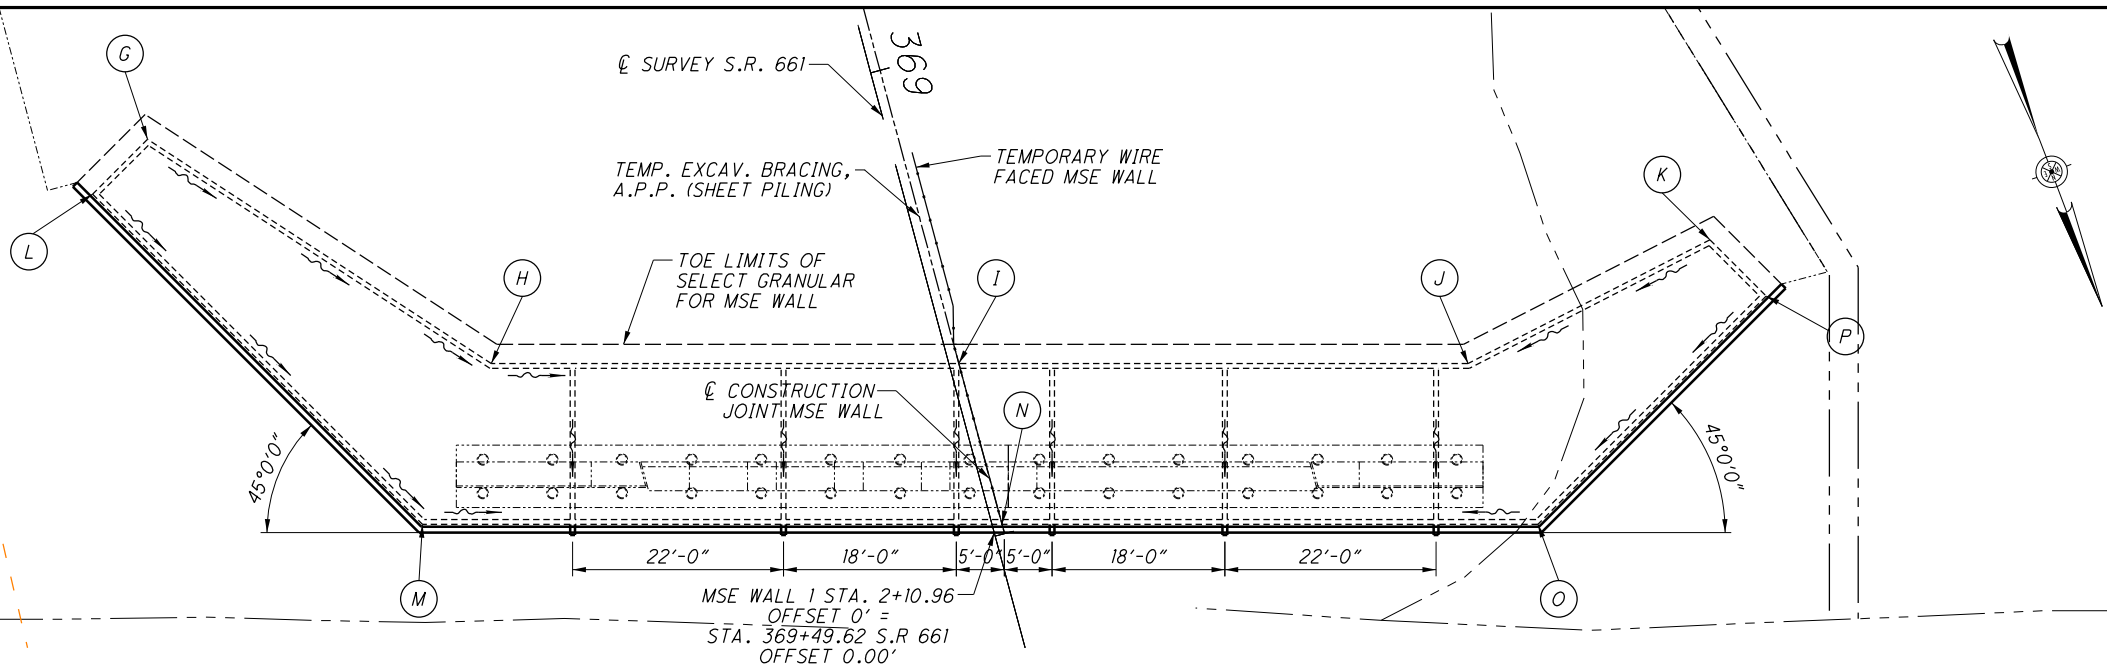 G
369
℄ SURVEY S.R. 661
TEMPORARY WIRE
FACED MSE WALL
TEMP. EXCAV. BRACING,
A.P.P. (SHEET PILING)
K
L
TOE LIMITS OF
SELECT GRANULAR
FOR MSE WALL
H
I
J
P
℄ CONSTRUCTION
JOINT MSE WALL
N
45°0'0"
45°0'0"
22'-0"
18'-0"
5'-0"
5'-0"
18'-0"
22'-0"
M
O
MSE WALL 1 STA. 2+10.96
OFFSET 0' =
STA. 369+49.62 S.R 661
OFFSET 0.00'